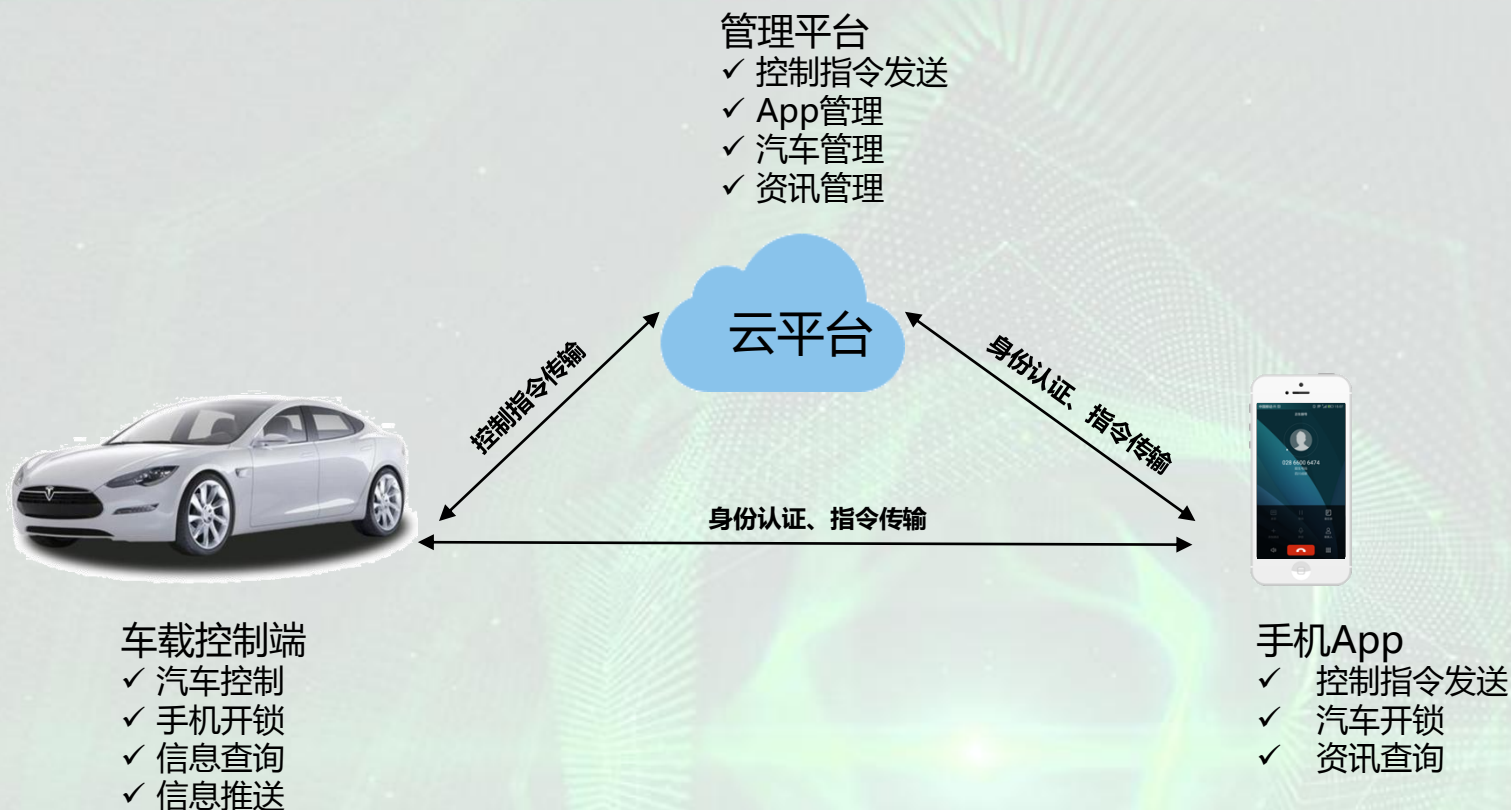 管理平台
✓ 控制指令发送
✓ App管理
✓ 汽车管理
✓ 资讯管理
云平台
控制指令传输
身份认证、指令传输
身份认证、指令传输
028 6600 6474
车载控制端
✓ 汽车控制
✓ 手机开锁
✓ 信息查询
✓ 信息推送
手机App
✓ 控制指令发送
✓ 汽车开锁
✓ 资讯查询